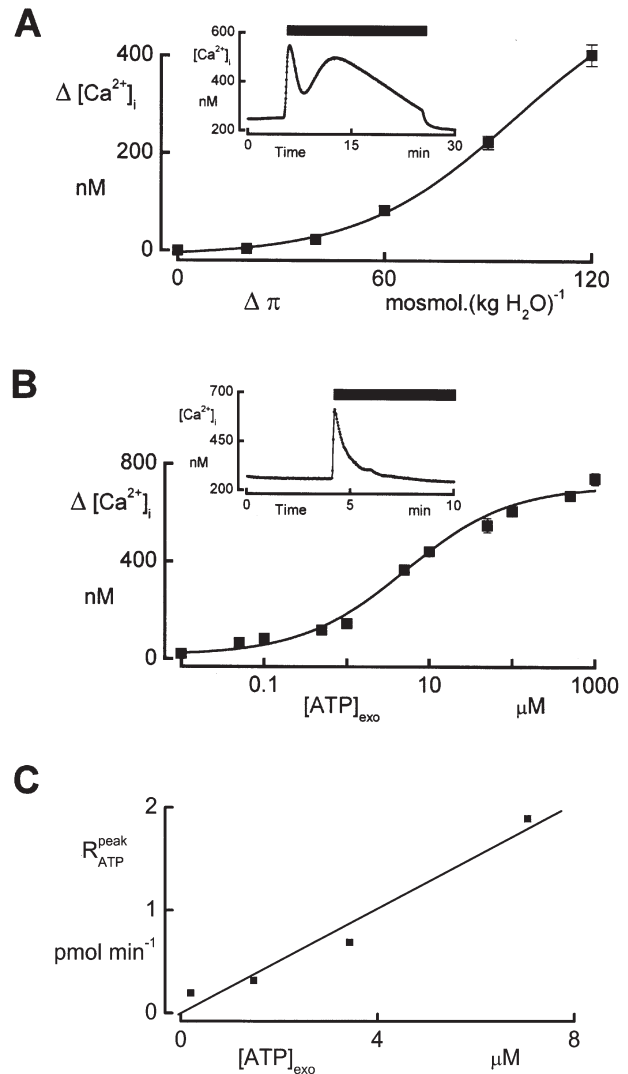 A
Δ [Ca²⁺]ᵢ
nM
400
200
0
0
60
120
Δ π
mosmol.(kg H₂O)⁻¹
[Ca²⁺]ᵢ
nM
600
400
200
0
15
30
Time
min
B
Δ [Ca²⁺]ᵢ
nM
800
400
0
0.1
10
1000
[ATP]exo
μM
[Ca²⁺]ᵢ
nM
700
450
200
0
5
10
Time
min
C
R peak ATP
pmol min⁻¹
2
1
0
0
4
8
[ATP]exo
μM